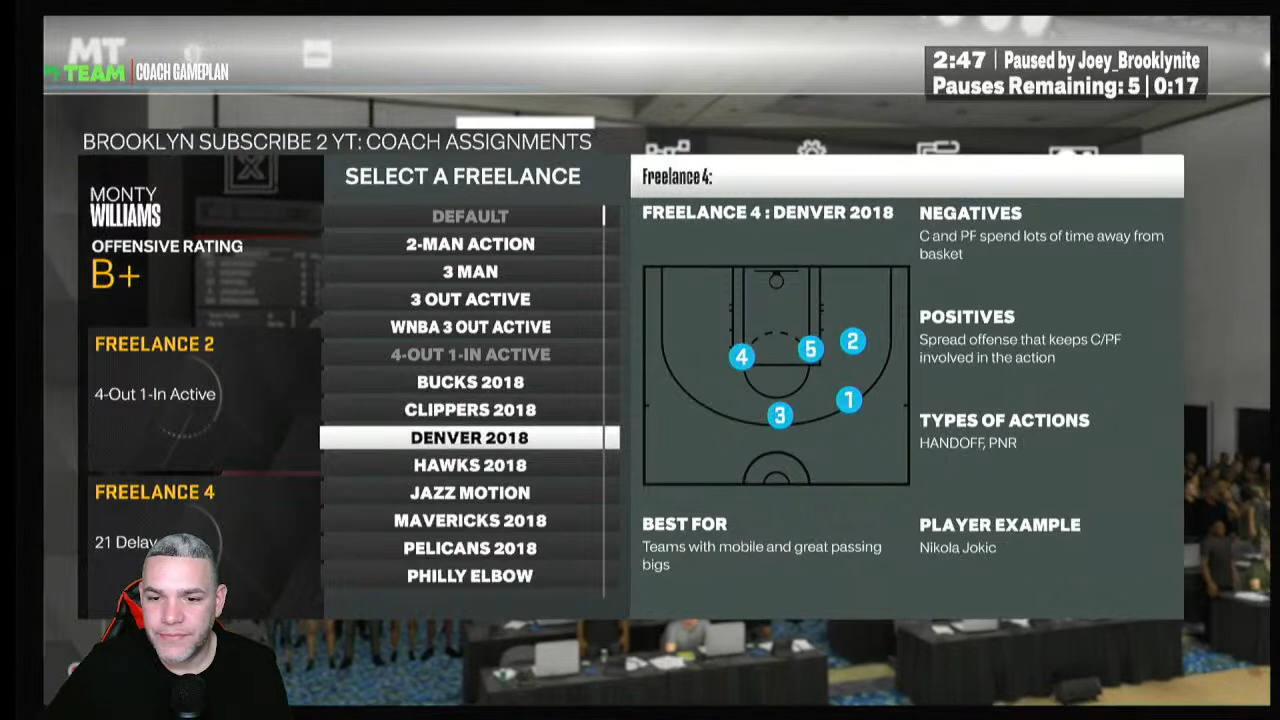 MT
TEAM
COACH GAMEPLAN
2:47 | Paused by Joey_Brooklynite
Pauses Remaining: 5 | 0:17
BROOKLYN SUBSCRIBE 2 YT: COACH ASSIGNMENTS
MONTY
WILLIAMS
OFFENSIVE RATING
B+
FREELANCE 2
4-Out 1-In Active
FREELANCE 4
21 Delay
SELECT A FREELANCE
DEFAULT
2-MAN ACTION
3 MAN
3 OUT ACTIVE
WNBA 3 OUT ACTIVE
4-OUT 1-IN ACTIVE
BUCKS 2018
CLIPPERS 2018
DENVER 2018
HAWKS 2018
JAZZ MOTION
MAVERICKS 2018
PELICANS 2018
PHILLY ELBOW
Freelance 4:
FREELANCE 4 : DENVER 2018
4
5
2
1
3
BEST FOR
Teams with mobile and great passing
bigs
NEGATIVES
C and PF spend lots of time away from
basket
POSITIVES
Spread offense that keeps C/PF
involved in the action
TYPES OF ACTIONS
HANDOFF, PNR
PLAYER EXAMPLE
Nikola Jokic